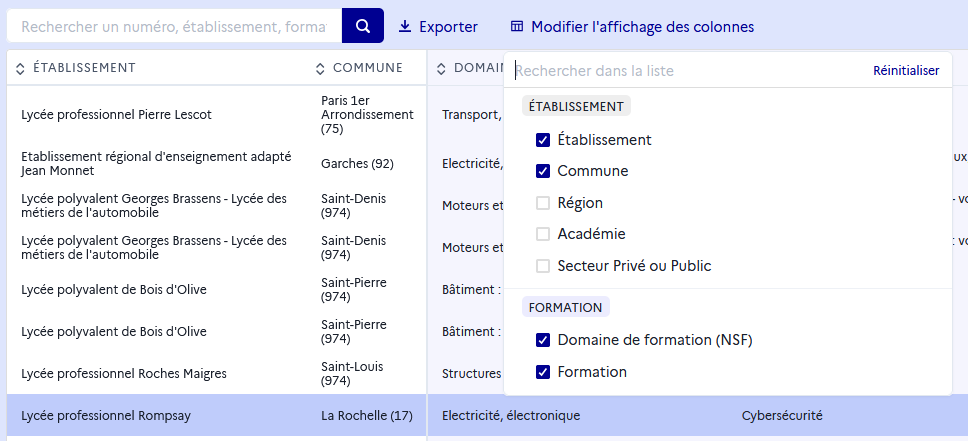 Rechercher un numéro, établissement, forma
Exporter
Modifier l'affichage des colonnes
ÉTABLISSEMENT
COMMUNE
DOMAI
Rechercher dans la liste
Réinitialiser
ÉTABLISSEMENT
Établissement
Commune
Région
Académie
Secteur Privé ou Public
FORMATION
Domaine de formation (NSF)
Formation
Lycée professionnel Pierre Lescot
Paris 1er
Arrondissement
(75)
Transport,
Etablissement régional d'enseignement adapté
Jean Monnet
Garches (92)
Electricité,
ux
Lycée polyvalent Georges Brassens - Lycée des
métiers de l'automobile
Saint-Denis
(974)
Moteurs et
- vo
Lycée polyvalent Georges Brassens - Lycée des
métiers de l'automobile
Saint-Denis
(974)
Moteurs et
t vo
Lycée polyvalent de Bois d'Olive
Saint-Pierre
(974)
Bâtiment :
Lycée polyvalent de Bois d'Olive
Saint-Pierre
(974)
Bâtiment :
Lycée professionnel Roches Maigres
Saint-Louis
(974)
Structures
Lycée professionnel Rompsay
La Rochelle (17)
Electricité, électronique
Cybersécurité